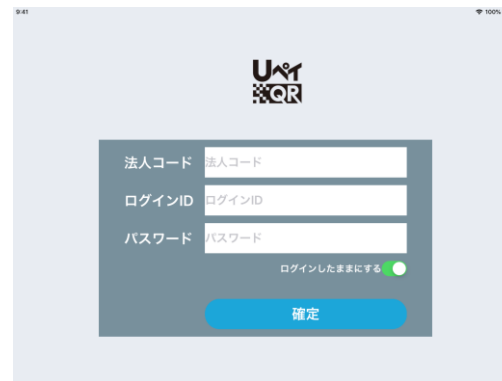 9:41
100%
Uペイ
QR
法人コード 法人コード
ログインID ログインID
パスワード パスワード
ログインしたままにする
確定